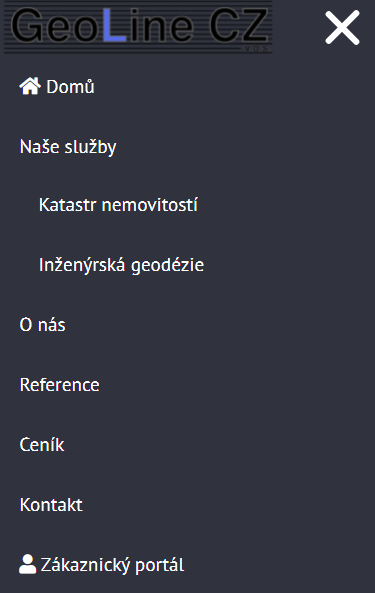 GeoLine CZ
Domů
Naše služby
Katastr nemovitostí
Inženýrská geodézie
O nás
Reference
Ceník
Kontakt
Zákaznický portál